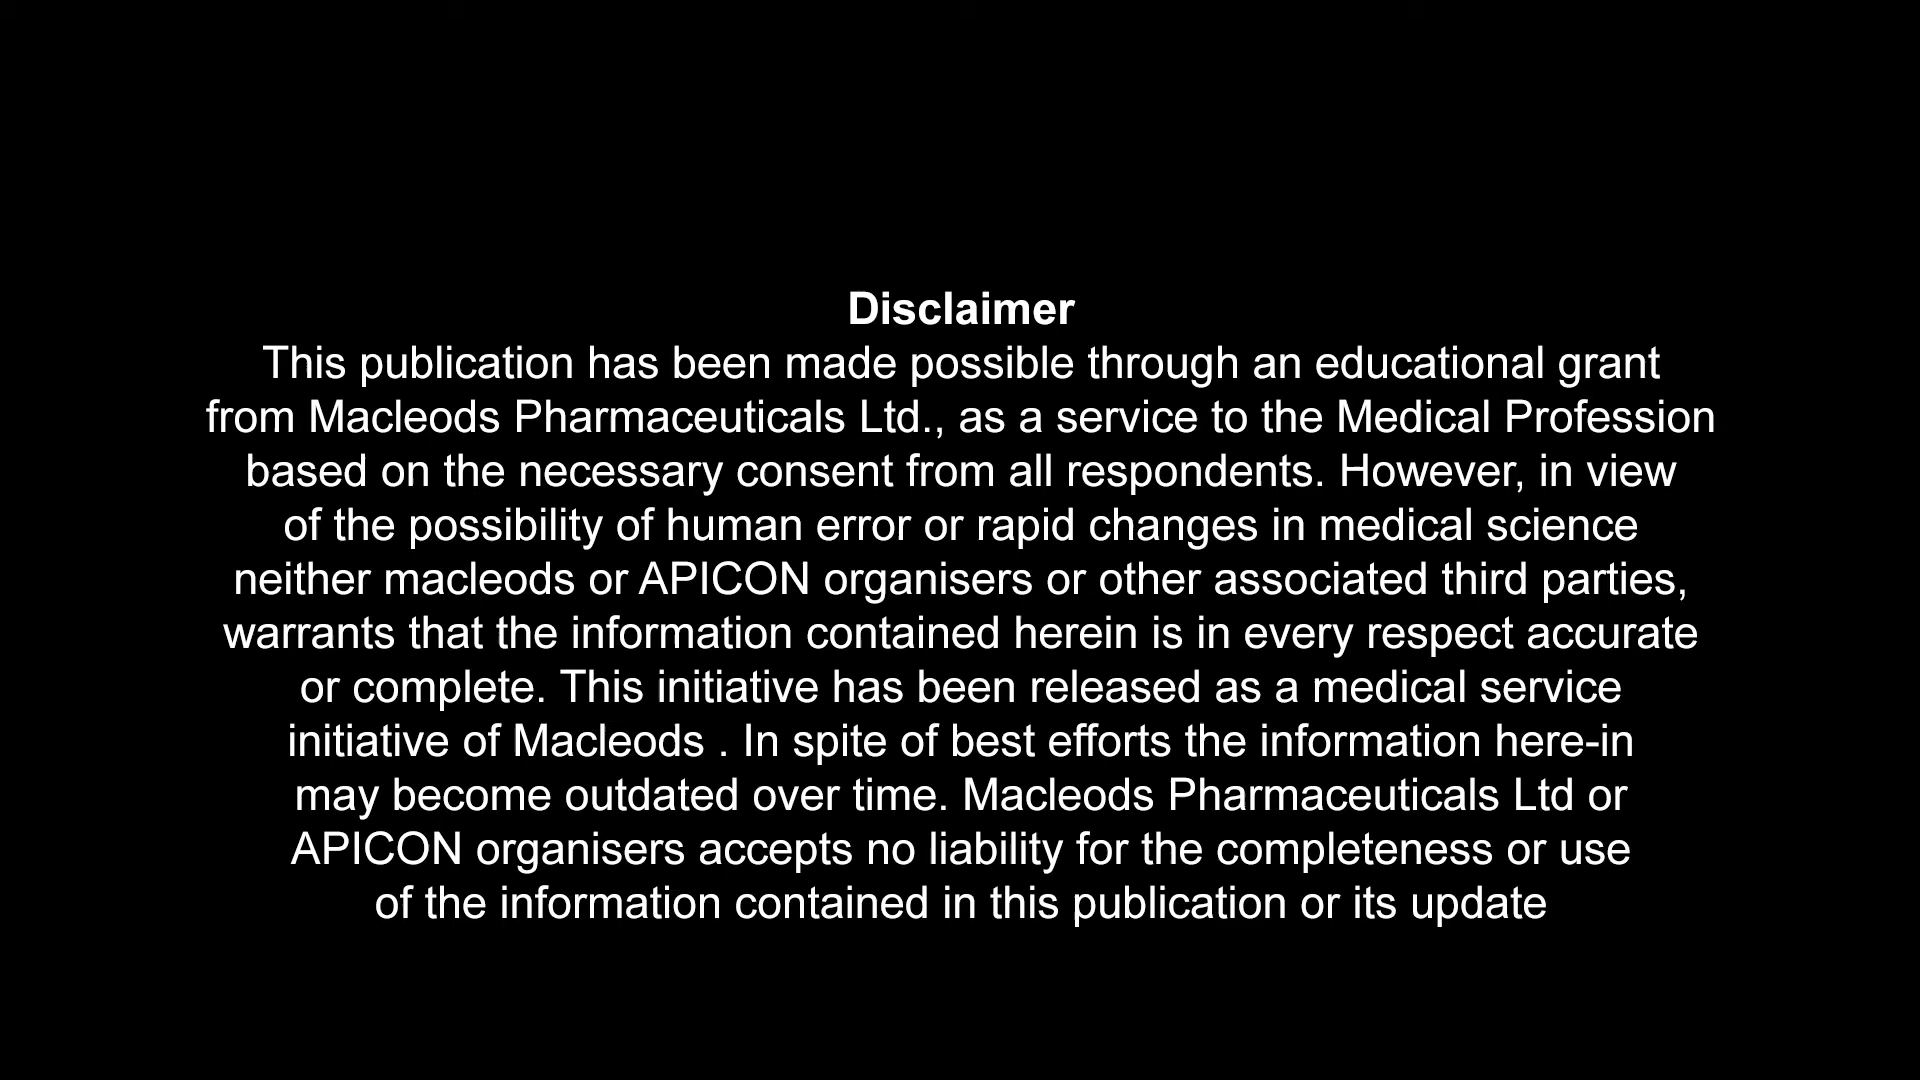 Disclaimer
This publication has been made possible through an educational grant
from Macleods Pharmaceuticals Ltd., as a service to the Medical Profession
based on the necessary consent from all respondents. However, in view
of the possibility of human error or rapid changes in medical science
neither macleods or APICON organisers or other associated third parties,
warrants that the information contained herein is in every respect accurate
or complete. This initiative has been released as a medical service
initiative of Macleods . In spite of best efforts the information here-in
may become outdated over time. Macleods Pharmaceuticals Ltd or
APICON organisers accepts no liability for the completeness or use
of the information contained in this publication or its update